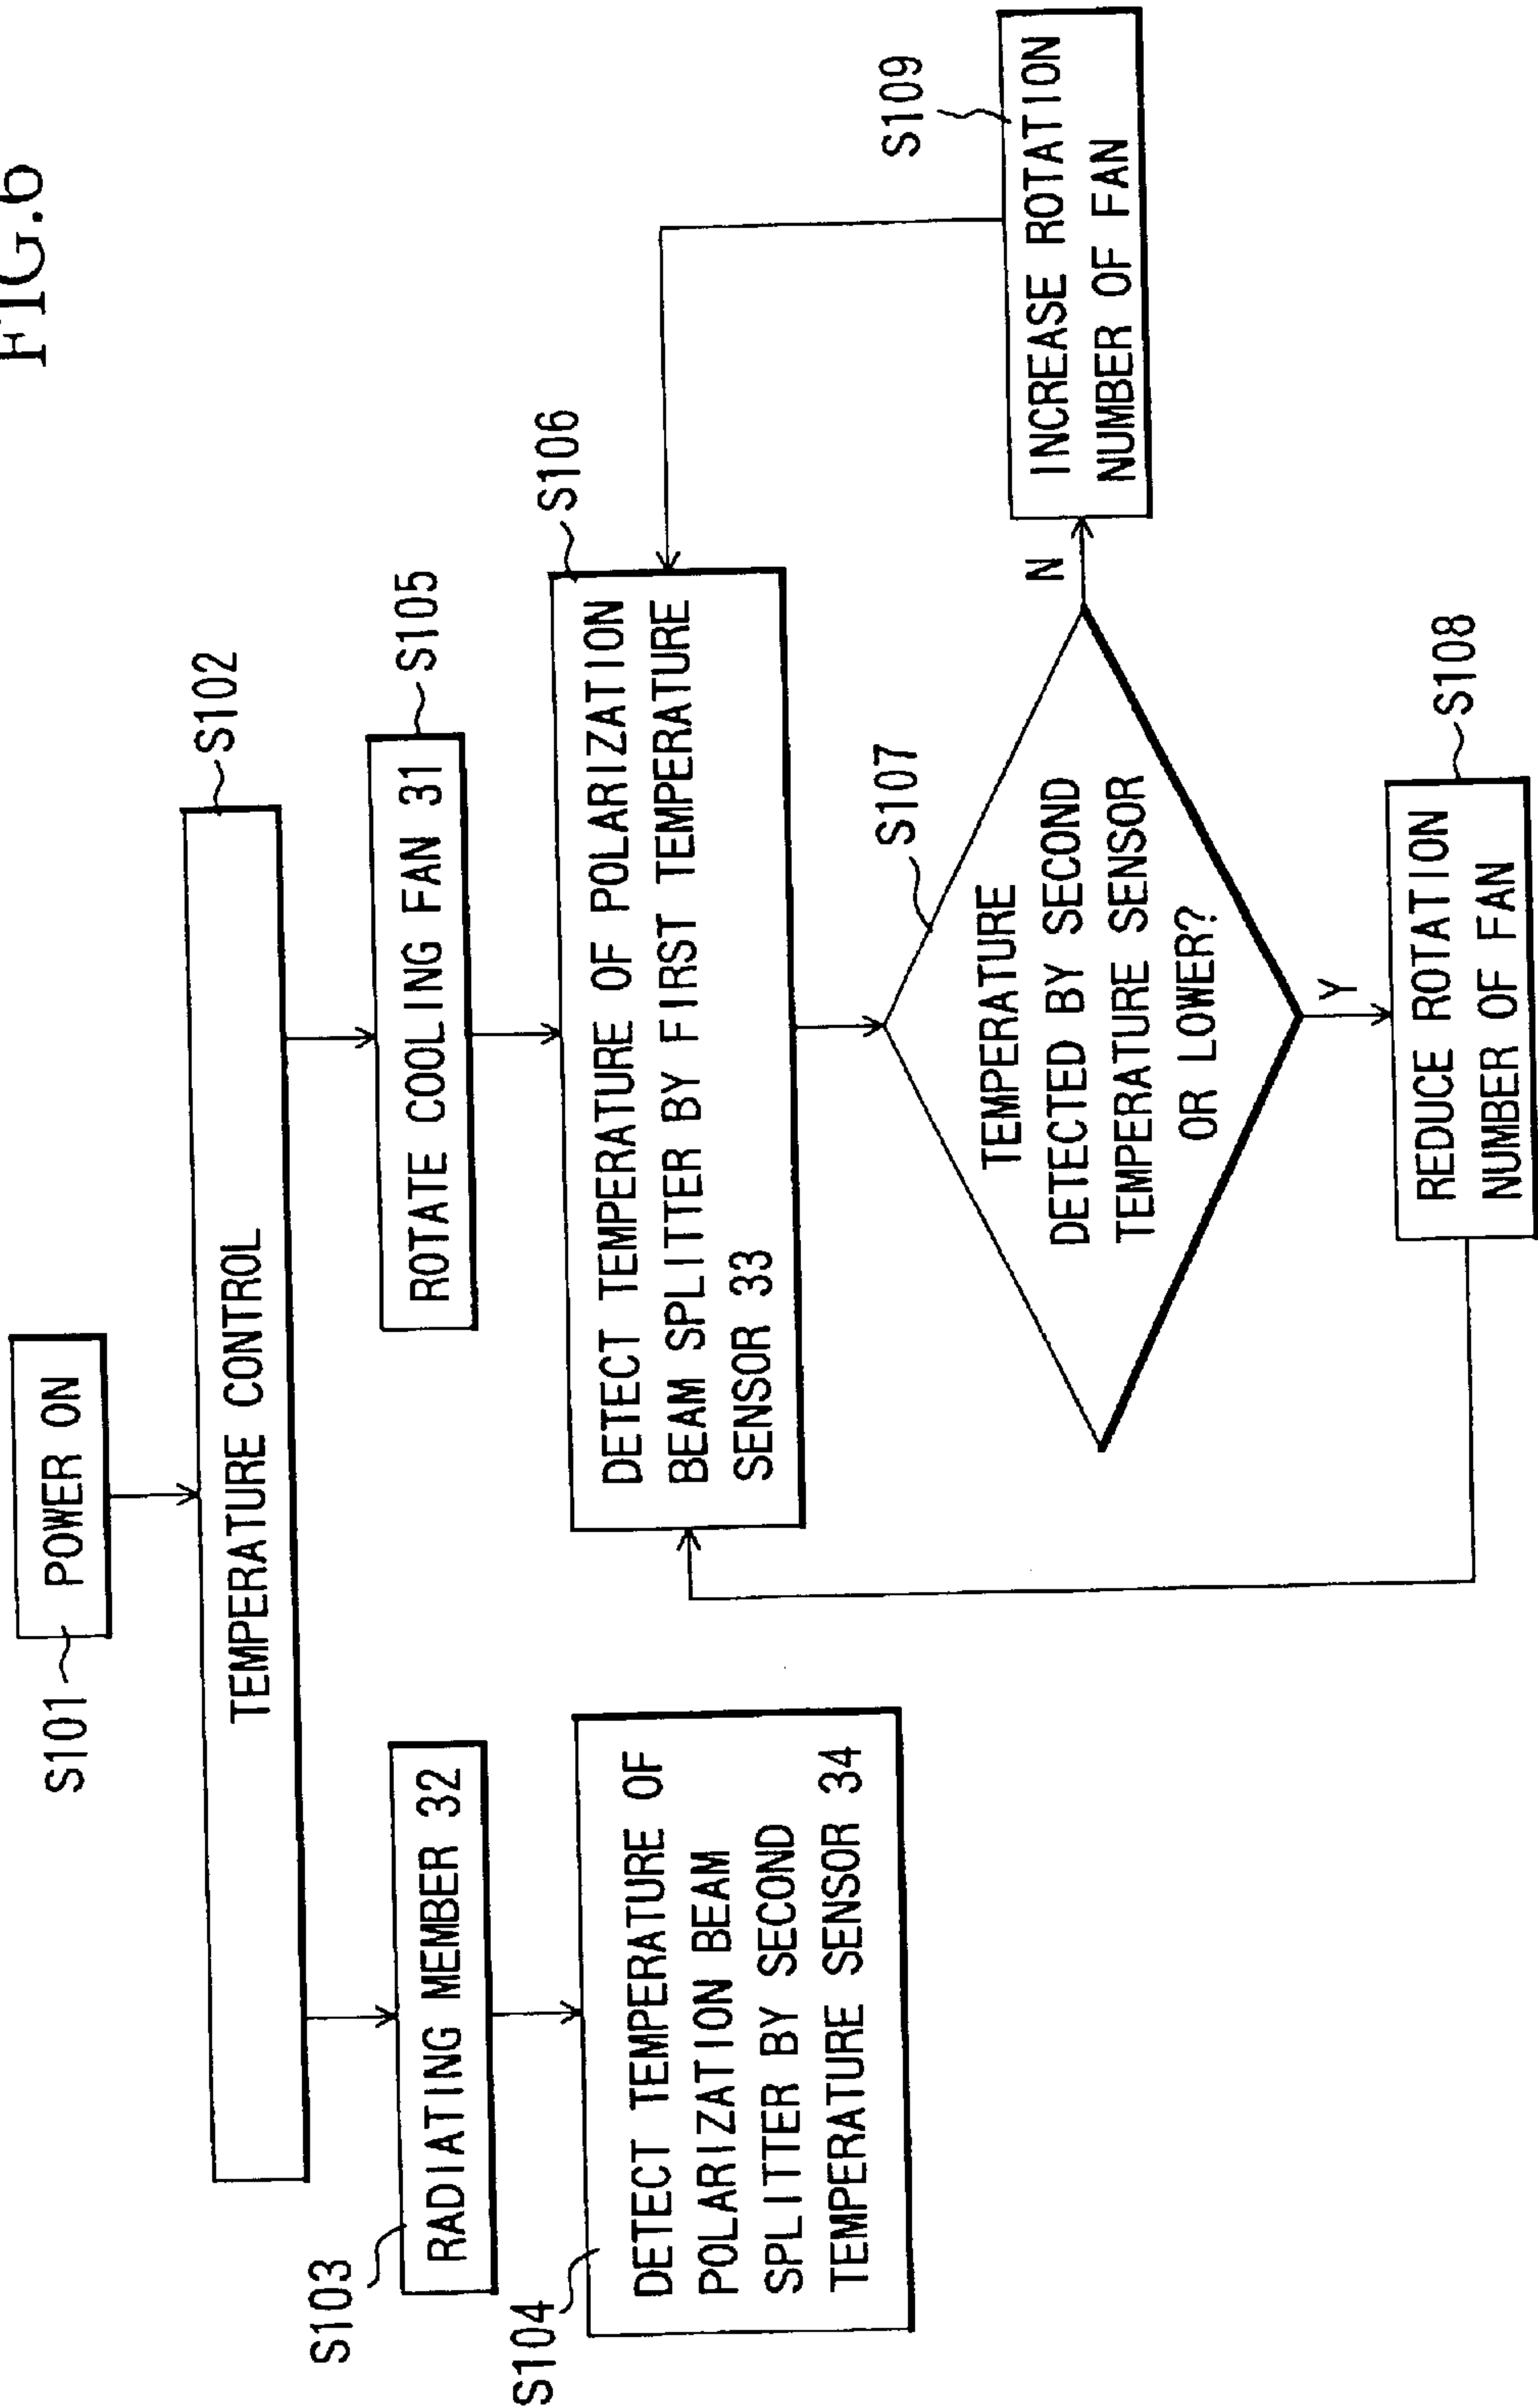 FIG.6
S101
POWER ON
S102
TEMPERATURE CONTROL
S103
RADIATING MEMBER 32
S104
DETECT TEMPERATURE OF
POLARIZATION BEAM
SPLITTER BY SECOND
TEMPERATURE SENSOR 34
S105
ROTATE COOLING FAN 31
S106
DETECT TEMPERATURE OF POLARIZATION
BEAM SPLITTER BY FIRST TEMPERATURE
SENSOR 33
S107
TEMPERATURE
DETECTED BY SECOND
TEMPERATURE SENSOR
OR LOWER?
N
S109
INCREASE ROTATION
NUMBER OF FAN
Y
S108
REDUCE ROTATION
NUMBER OF FAN